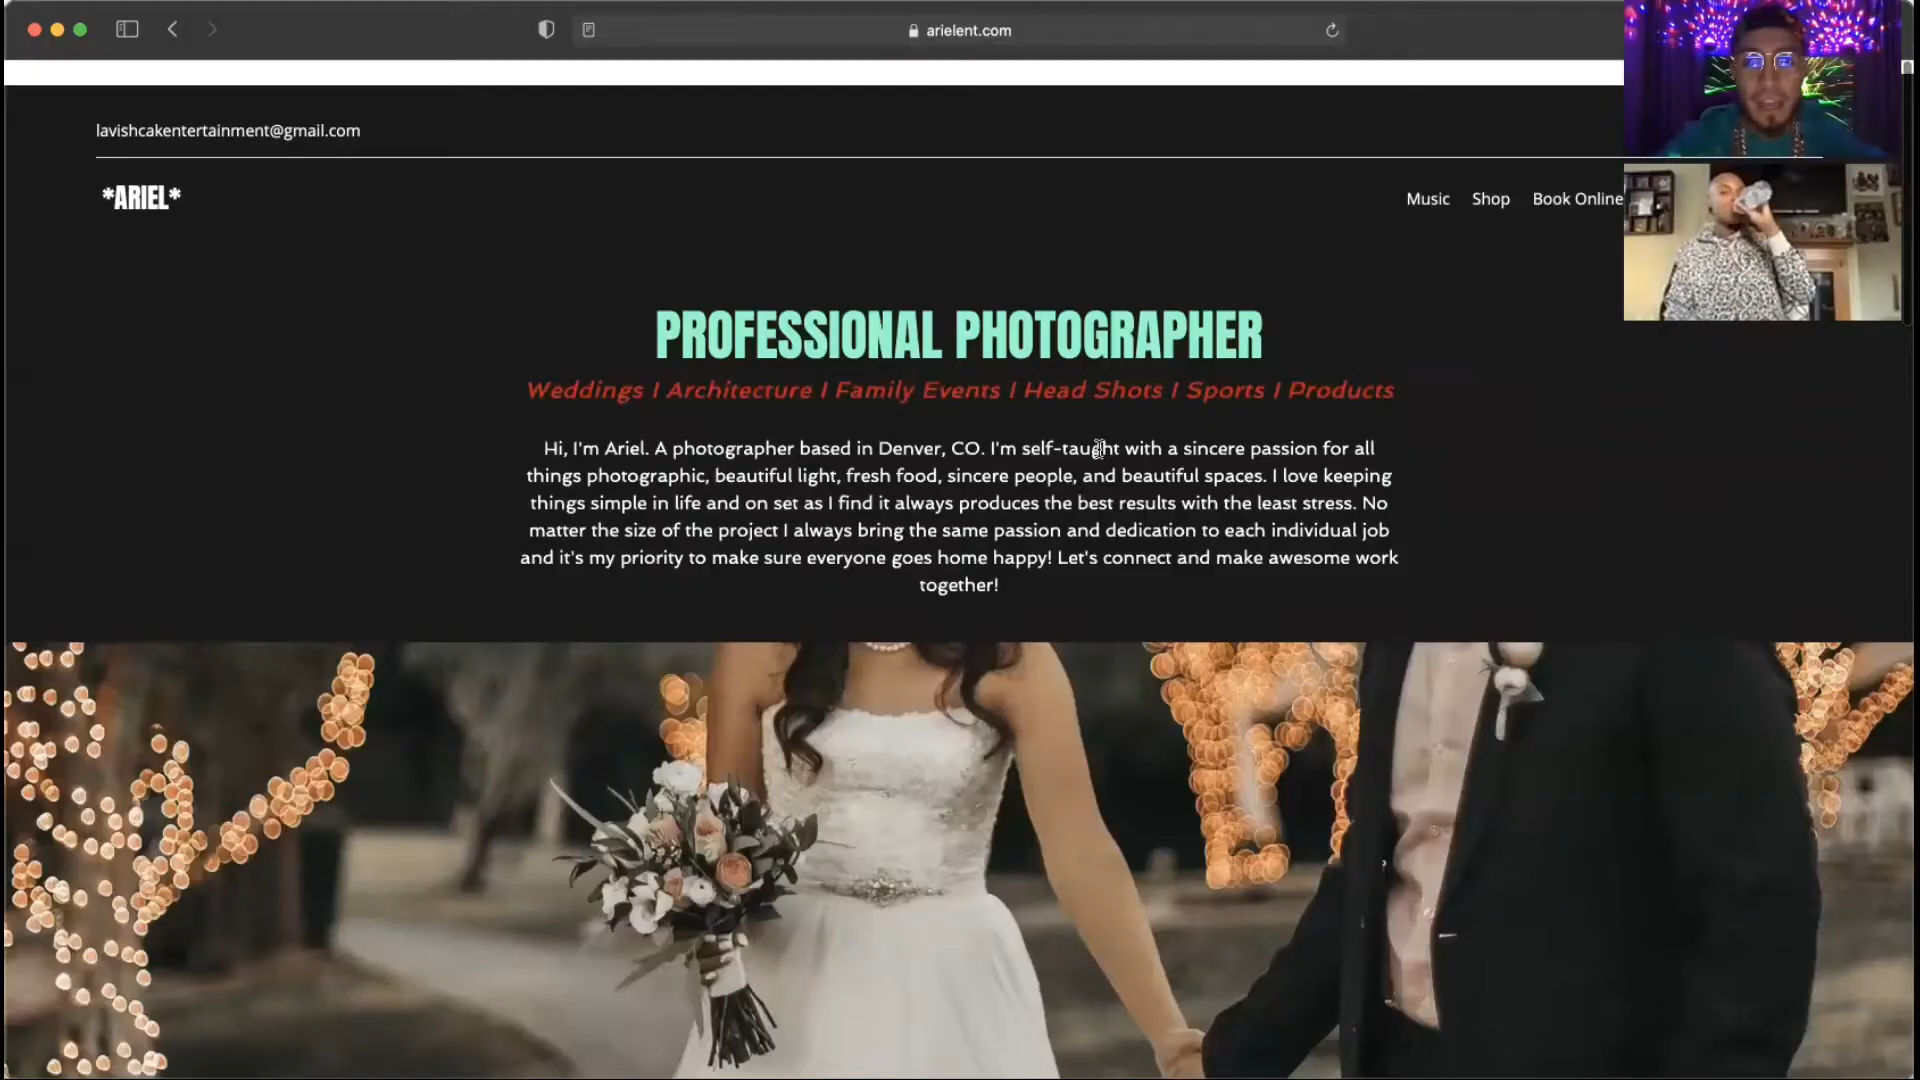 arielent.com
lavishcakentertainment@gmail.com
*ARIEL*
Music Shop Book Online
PROFESSIONAL PHOTOGRAPHER
Weddings I Architecture I Family Events I Head Shots I Sports I Products
Hi, I'm Ariel. A photographer based in Denver, CO. I'm self-taught with a sincere passion for all
things photographic, beautiful light, fresh food, sincere people, and beautiful spaces. I love keeping
things simple in life and on set as I find it always produces the best results with the least stress. No
matter the size of the project I always bring the same passion and dedication to each individual job
and it's my priority to make sure everyone goes home happy! Let's connect and make awesome work
together!